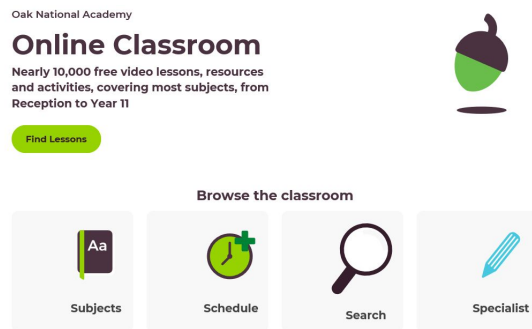 Oak National Academy
Online Classroom
Nearly 10,000 free video lessons, resources
and activities, covering most subjects, from
Reception to Year 11
Find Lessons
Browse the classroom
Aa
Subjects
Schedule
Search
Specialist